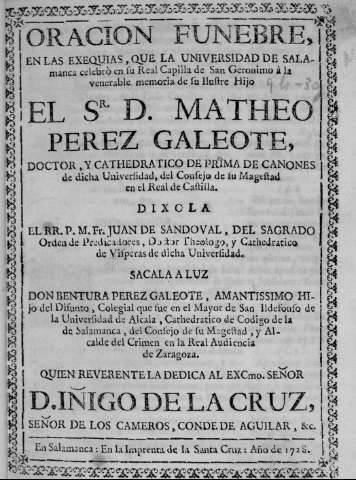 ORACION FUNEBRE,
EN LAS EXEQUIAS, QUE LA UNIVERSIDAD DE SALA-
manca celebrò en su Real Capilla de San Geronimo à la
venerable memoria de su Ilustre Hijo
EL S.R D. MATHEO
PEREZ GALEOTE,
DOCTOR, Y CATHEDRATICO DE PRIMA DE CANONES
de dicha Universidad, del Consejo de su Magestad
en el Real de Castilla.
DIXOLA
EL RR. P. M. Fr. JUAN DE SANDOVAL, DEL SAGRADO
Orden de Predicadores, Doctor Theologo, y Cathedratico
de Visperas de dicha Universidad.
SACALA A LUZ
DON BENTURA PEREZ GALEOTE, AMANTISSIMO HI-
jo del Difunto, Colegial que fue en el Mayor de San Ildefonso de
la Universidad de Alcala, Cathedratico de Codigo de la
de Salamanca, del Consejo de su Magestad, y Al-
calde del Crimen en la Real Audiencia
de Zaragoza.
QUIEN REVERENTE LA DEDICA AL EXCmo. SEÑOR
D. IÑIGO DE LA CRUZ,
SEÑOR DE LOS CAMEROS, CONDE DE AGUILAR, &c.
En Salamanca: En la Imprenta de la Santa Cruz: Año de 1728.